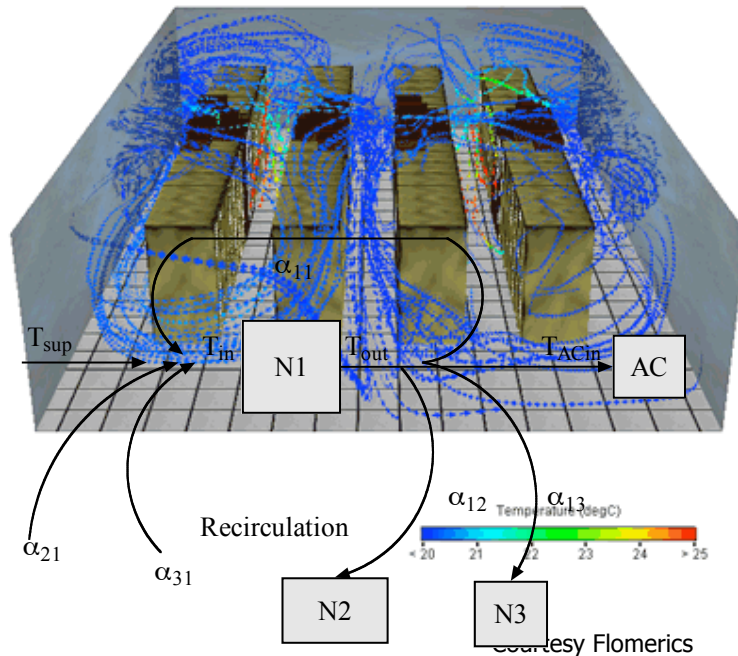 α11
Tsup
Tin
N1
Tout
TACin
AC
α12
α13
Temperature (degC)
< 20 21 22 23 24 > 25
Recirculation
α21
α31
N2
N3
Courtesy Flomerics